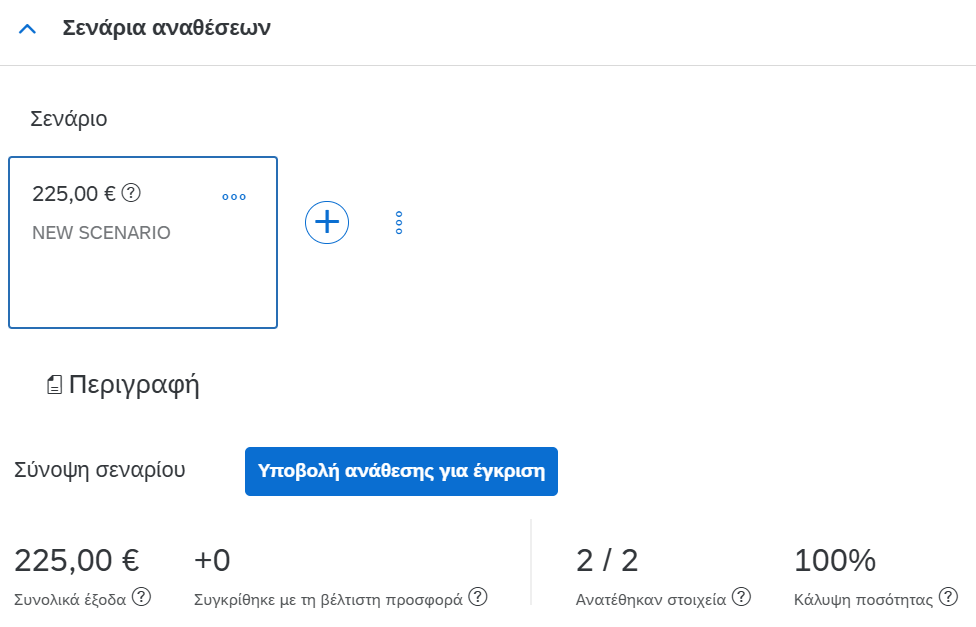 Σενάρια αναθέσεων
Σενάριο
225,00 €
NEW SCENARIO
Περιγραφή
Σύνοψη σεναρίου
Υποβολή ανάθεσης για έγκριση
225,00 € +0 2 / 2 100%
Συνολικά έξοδα Συγκρίθηκε με τη βέλτιστη προσφορά Ανατέθηκαν στοιχεία Κάλυψη ποσότητας